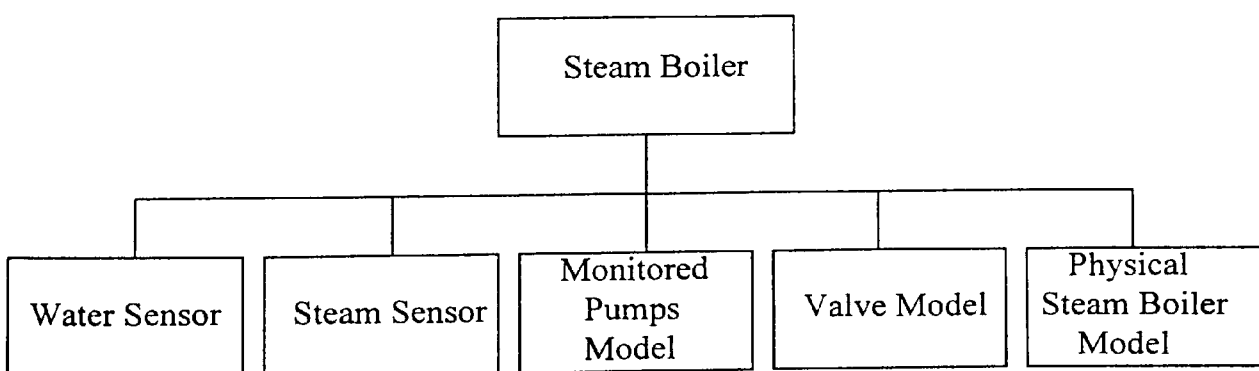 Steam Boiler
Water Sensor
Steam Sensor
Monitored
Pumps
Model
Valve Model
Physical
Steam Boiler
Model